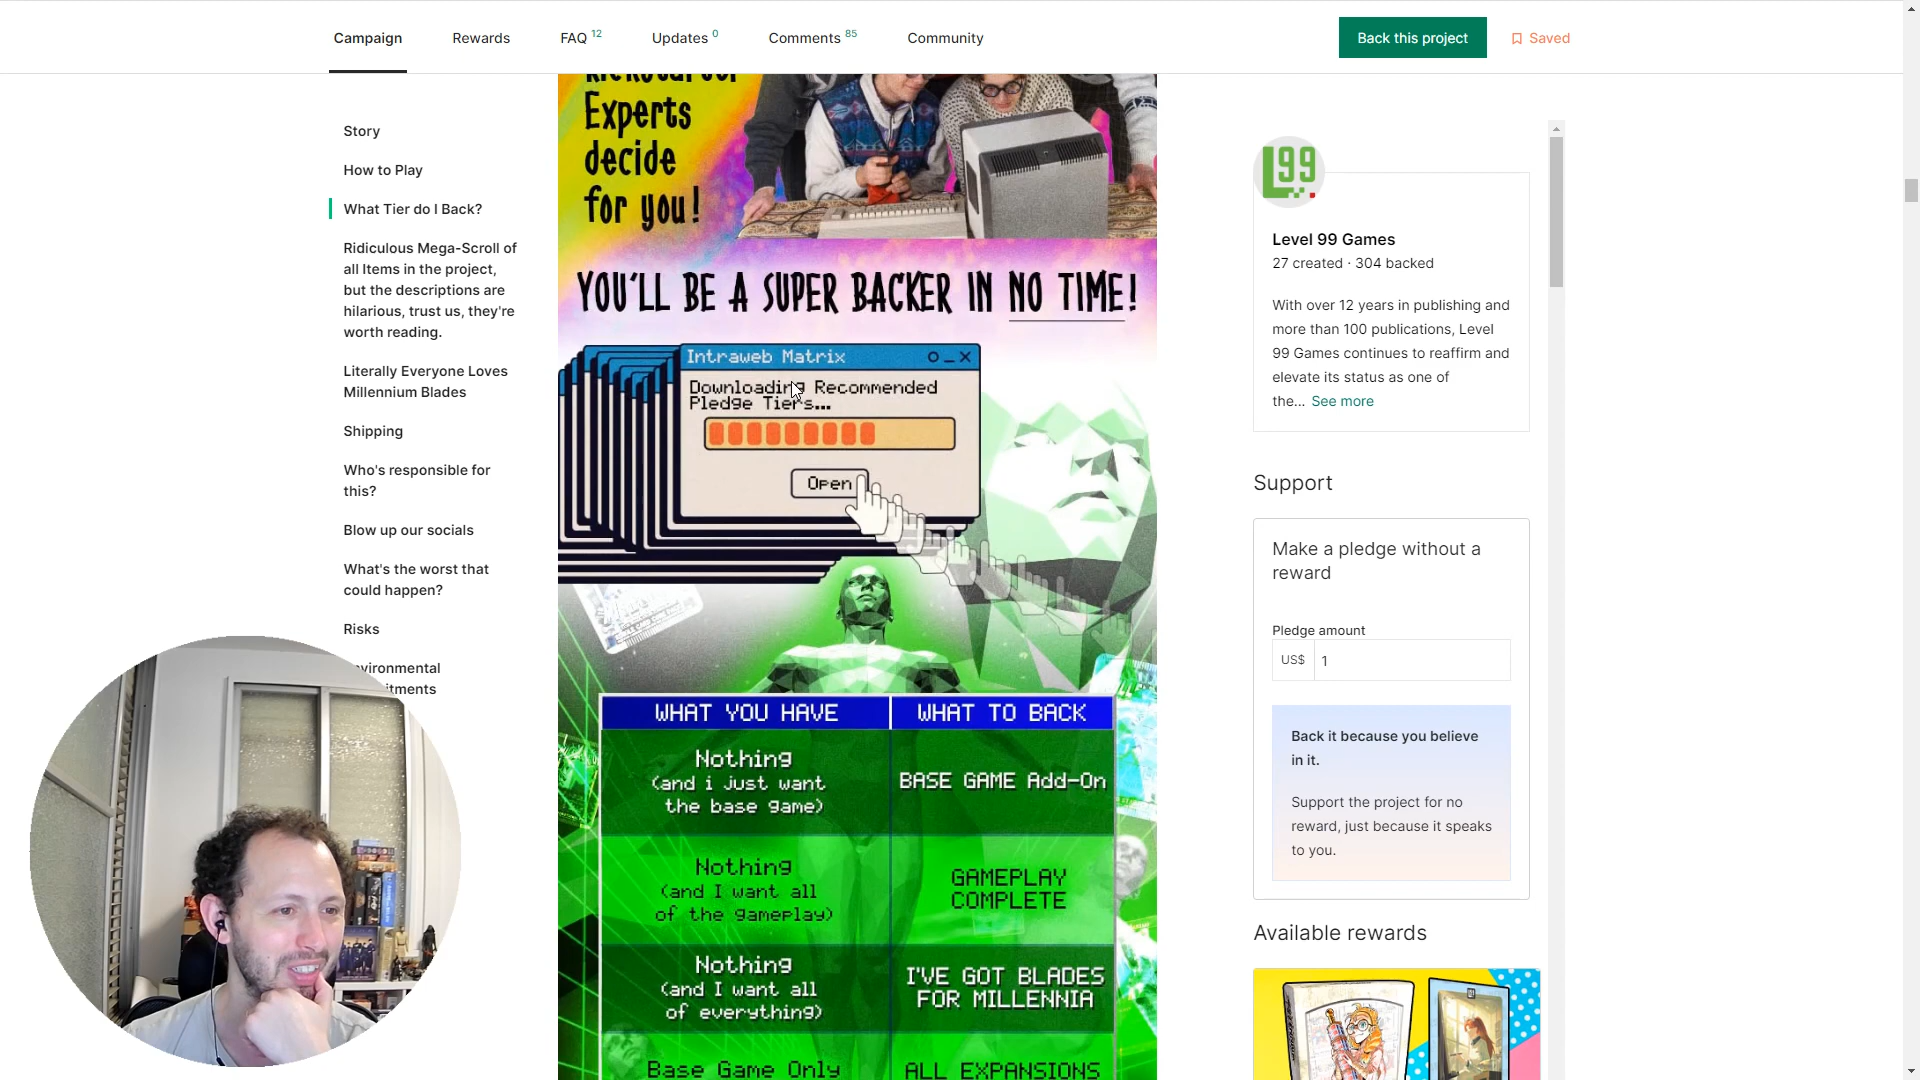 Campaign
Rewards
FAQ 12
Updates 0
Comments 85
Community
Back this project
Saved
Story
How to Play
What Tier do I Back?
Ridiculous Mega-Scroll of
all Items in the project,
but the descriptions are
hilarious, trust us, they're
worth reading.
Literally Everyone Loves
Millennium Blades
Shipping
Who's responsible for
this?
Blow up our socials
What's the worst that
could happen?
Risks
Experts
decide
for you!
YOU'LL BE A SUPER BACKER IN NO TIME!
Intraweb Matrix
Downloading Recommended
Pledge Tiers...
Open
WHAT YOU HAVE
WHAT TO BACK
Nothing
(and i just want
the base game)
BASE GAME Add-On
Nothing
(and I want all
of the gameplay)
GAMEPLAY
COMPLETE
Nothing
(and I want all
of everything)
I'VE GOT BLADES
FOR MILLENNIA
Base Game Only
ALL EXPANSIONS
L99
Level 99 Games
27 created · 304 backed
With over 12 years in publishing and
more than 100 publications, Level
99 Games continues to reaffirm and
elevate its status as one of
the... See more
Support
Make a pledge without a
reward
Pledge amount
US$ 1
Back it because you believe
in it.
Support the project for no
reward, just because it speaks
to you.
Available rewards